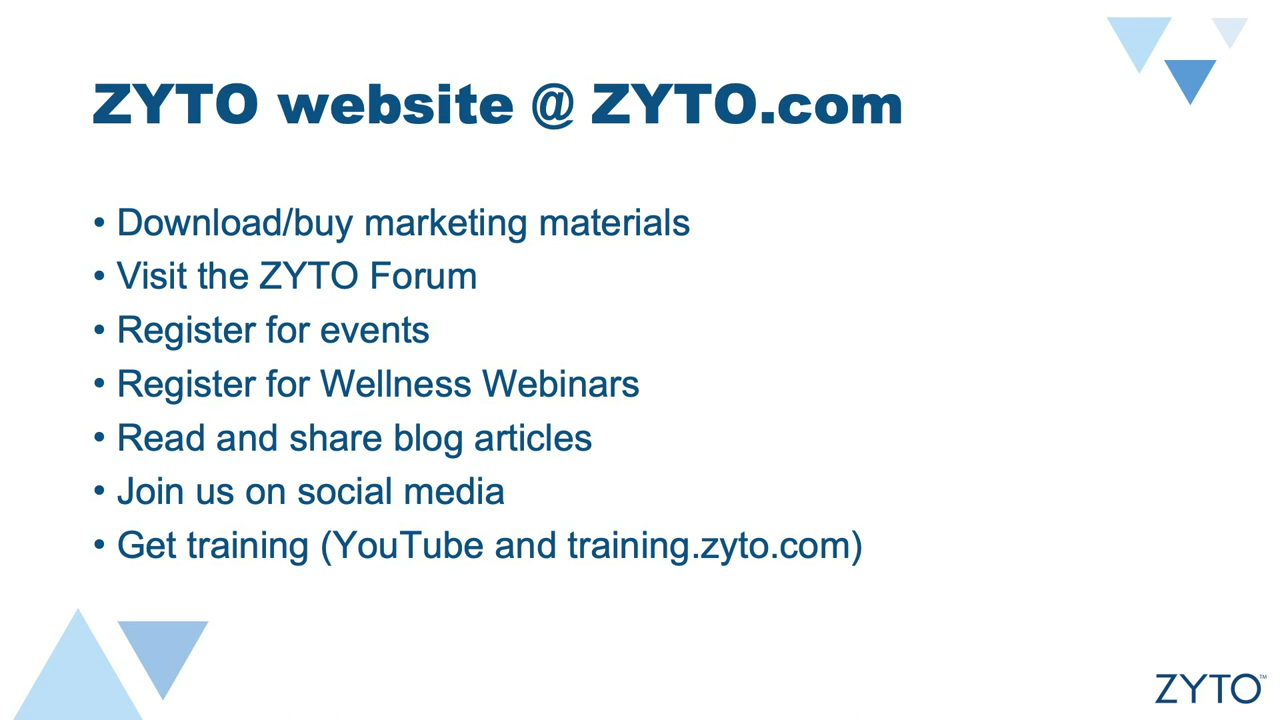 ZYTO website @ ZYTO.com
• Download/buy marketing materials
• Visit the ZYTO Forum
• Register for events
• Register for Wellness Webinars
• Read and share blog articles
• Join us on social media
• Get training (YouTube and training.zyto.com)
ZYTO™